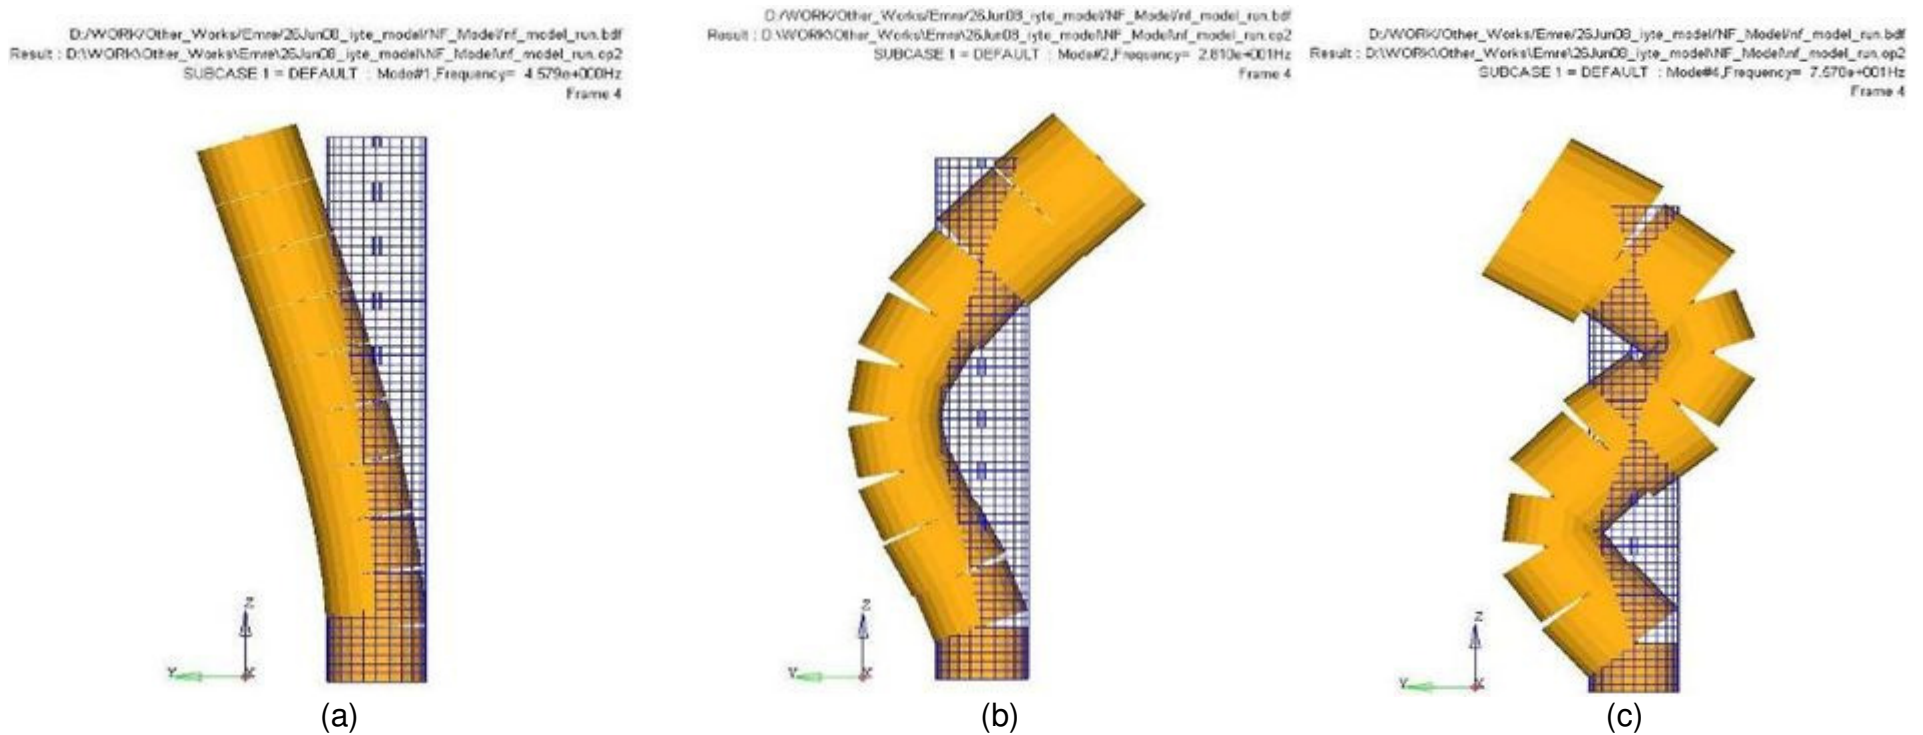 D:/WORK/Other_Works/Emre/26Jun08_iyte_model/NF_Model/nf_model_run.bdf
Result : D:\WORK\Other_Works\Emre\26Jun08_iyte_model\NF_Model\nf_model_run.op2
SUBCASE 1 = DEFAULT : Mode#1,Frequency= 4.579e+000Hz
Frame 4
Z
Y
X
(a)
D:/WORK/Other_Works/Emre/26Jun08_iyte_model/NF_Model/nf_model_run.bdf
Result : D:\WORK\Other_Works\Emre\26Jun08_iyte_model\NF_Model\nf_model_run.op2
SUBCASE 1 = DEFAULT : Mode#2,Frequency= 2.810e+001Hz
Frame 4
Z
Y
X
(b)
D:/WORK/Other_Works/Emre/26Jun08_iyte_model/NF_Model/nf_model_run.bdf
Result : D:\WORK\Other_Works\Emre\26Jun08_iyte_model\NF_Model\nf_model_run.op2
SUBCASE 1 = DEFAULT : Mode#4,Frequency= 7.570e+001Hz
Frame 4
Z
Y
X
(c)